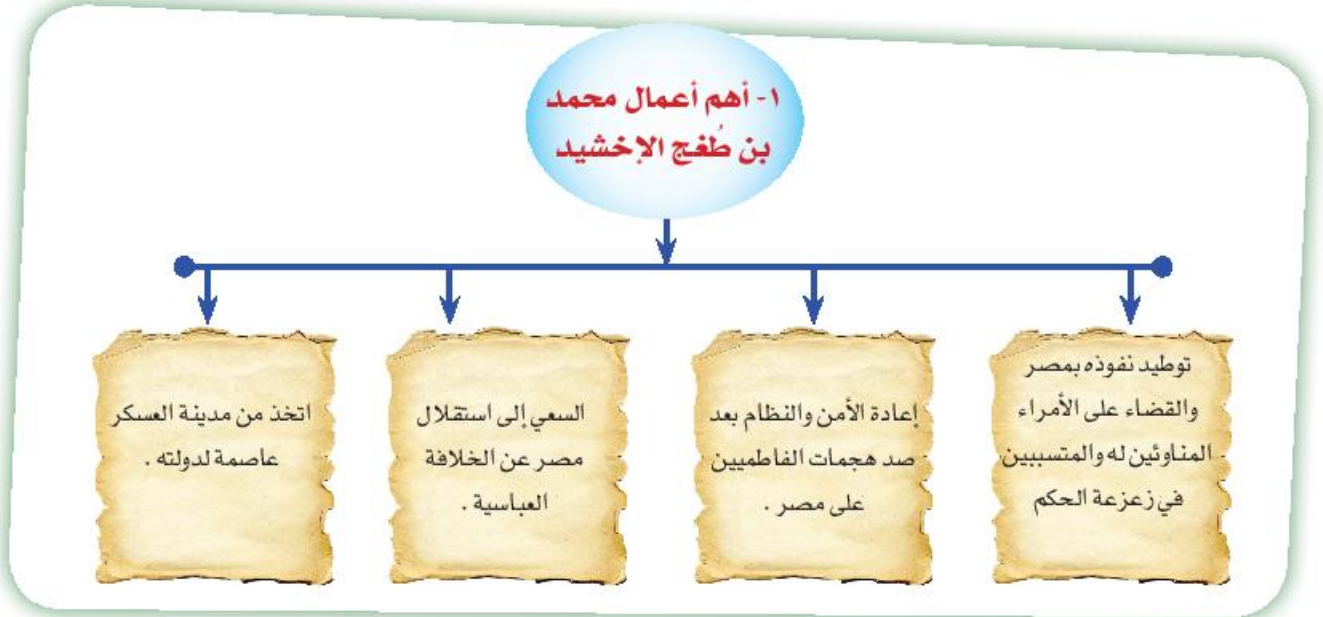 ١- أهم أعمال محمد
بن طُغج الإخشيد
توطيد نفوذه بمصر
والقضاء على الأمراء
المناوئين له والمتسببين
في زعزعة الحكم
إعادة الأمن والنظام بعد
صد هجمات الفاطميين
على مصر .
السعي إلى استقلال
مصر عن الخلافة
العباسية .
اتخذ من مدينة العسكر
عاصمة لدولته .